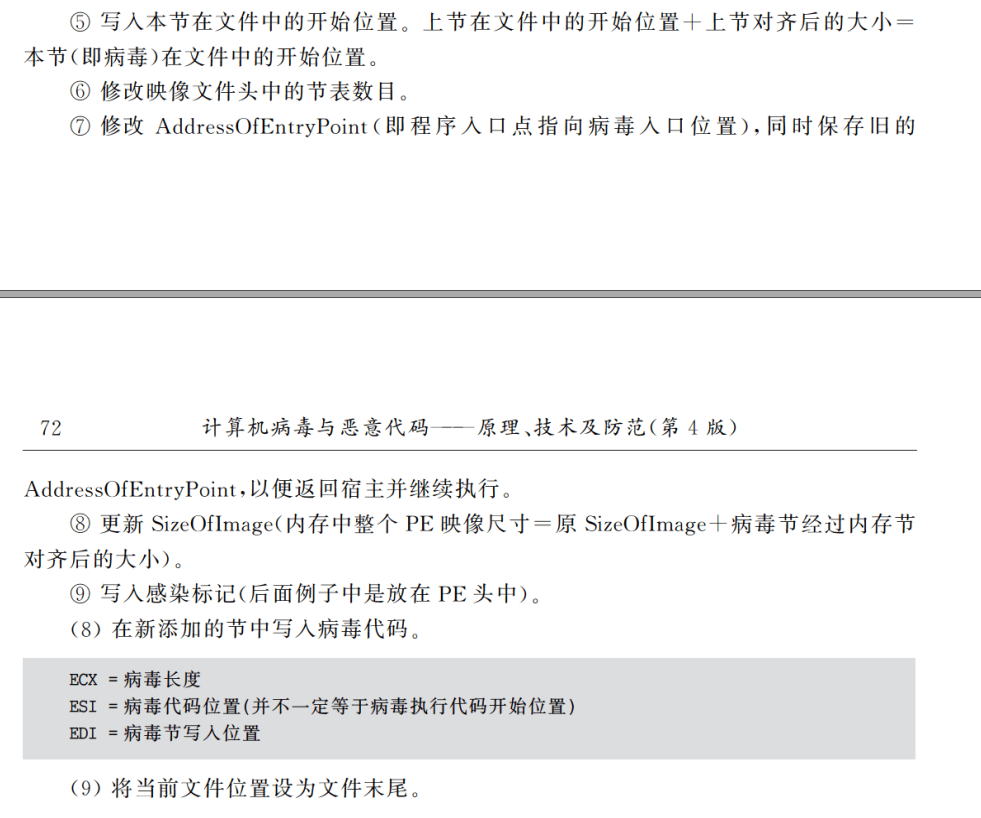 ⑤ 写入本节在文件中的开始位置。上节在文件中的开始位置＋上节对齐后的大小＝
本节(即病毒)在文件中的开始位置。
⑥ 修改映像文件头中的节表数目。
⑦ 修改 AddressOfEntryPoint(即程序入口点指向病毒入口位置),同时保存旧的
72 计算机病毒与恶意代码——原理、技术及防范(第 4 版)
AddressOfEntryPoint,以便返回宿主并继续执行。
⑧ 更新 SizeOfImage(内存中整个 PE 映像尺寸＝原 SizeOfImage＋病毒节经过内存节
对齐后的大小)。
⑨ 写入感染标记(后面例子中是放在 PE 头中)。
(8) 在新添加的节中写入病毒代码。
ECX = 病毒长度
ESI = 病毒代码位置(并不一定等于病毒执行代码开始位置)
EDI = 病毒节写入位置
(9) 将当前文件位置设为文件末尾。